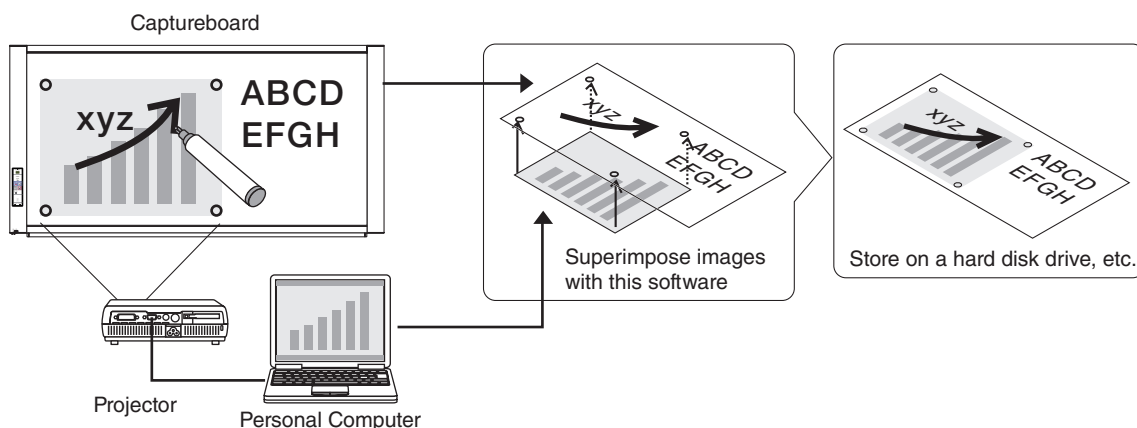 Captureboard
xyz
ABCD
EFGH
xyz
ABCD
EFGH
Superimpose images
with this software
xyz
ABCD
EFGH
Store on a hard disk drive, etc.
Projector
Personal Computer